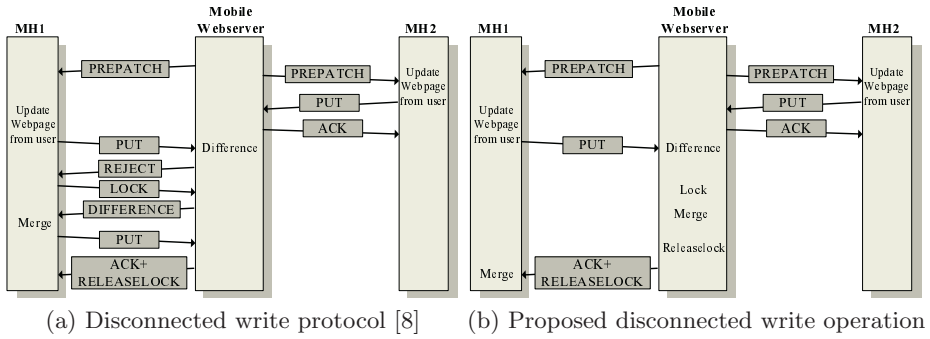 Mobile
MH1
Webserver
MH2
PREPATCH
PREPATCH
Update
Webpage
from user
PUT
ACK
Update
Webpage
from user
PUT
Difference
REJECT
LOCK
DIFFERENCE
Merge
PUT
ACK+
RELEASELOCK
(a) Disconnected write protocol [8]
Mobile
MH1
Webserver
MH2
PREPATCH
PREPATCH
Update
Webpage
from user
PUT
ACK
Update
Webpage
from user
PUT
Difference
Lock
Merge
Releaselock
Merge
ACK+
RELEASELOCK
(b) Proposed disconnected write operation